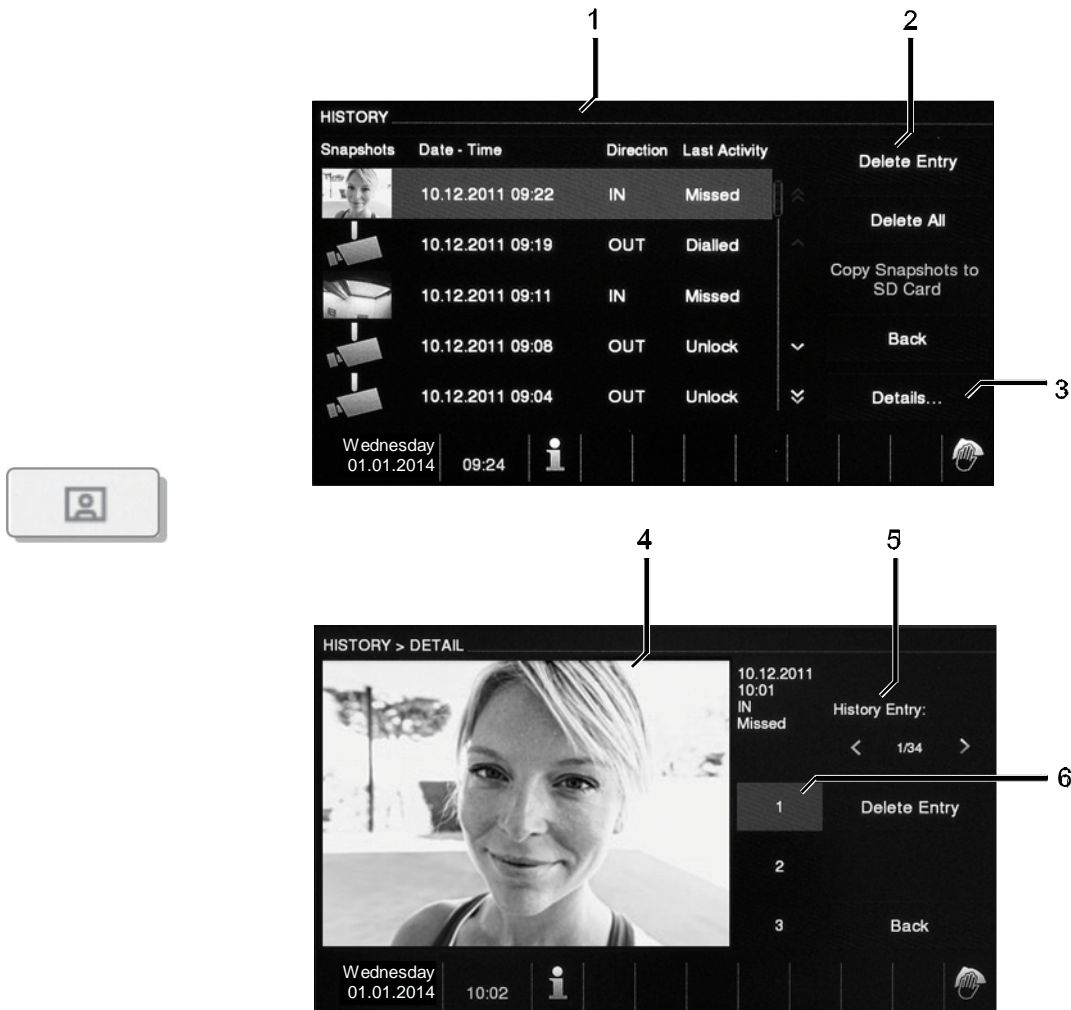 1
2
HISTORY
Snapshots Date - Time Direction Last Activity
Delete Entry
10.12.2011 09:22 IN Missed
Delete All
10.12.2011 09:19 OUT Dialled
Copy Snapshots to
SD Card
10.12.2011 09:11 IN Missed
Back
10.12.2011 09:08 OUT Unlock
3
10.12.2011 09:04 OUT Unlock
Details...
Wednesday
01.01.2014 09:24 i
4
5
HISTORY > DETAIL
10.12.2011
10:01
IN
Missed
History Entry:
< 1/34 >
6
1 Delete Entry
2
3 Back
Wednesday
01.01.2014 10:02 i